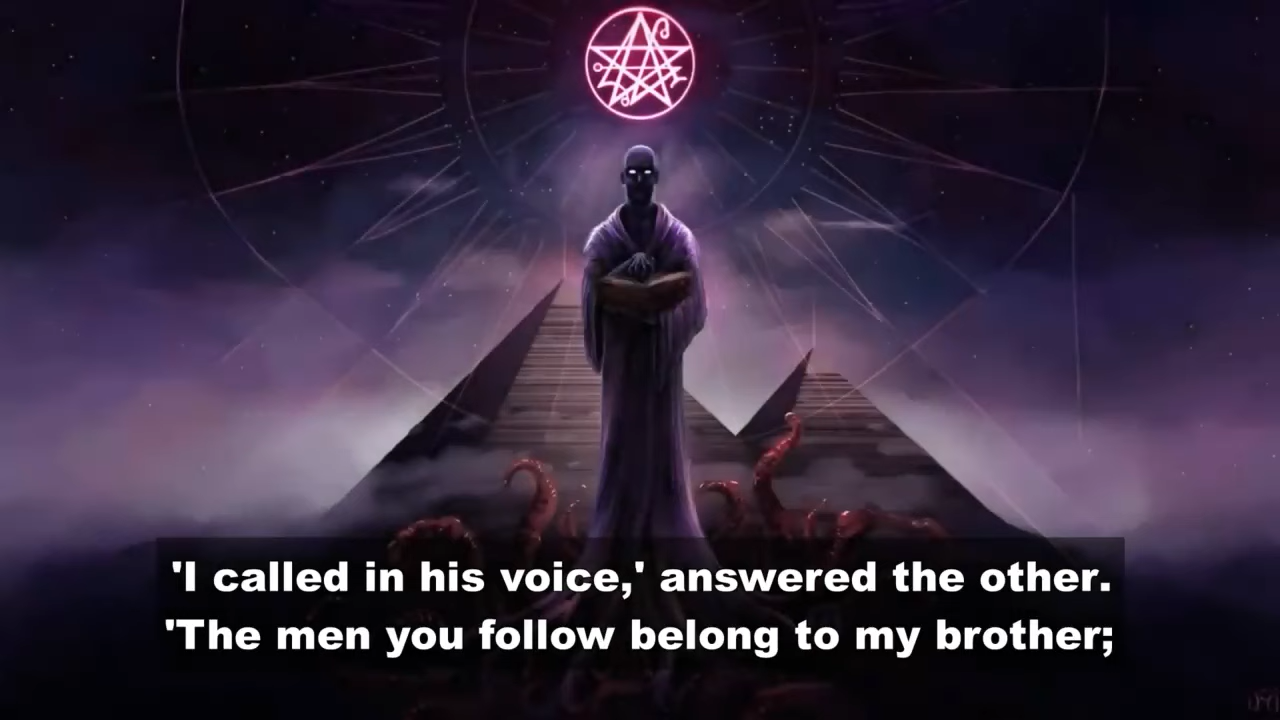 'I called in his voice,' answered the other.
'The men you follow belong to my brother;